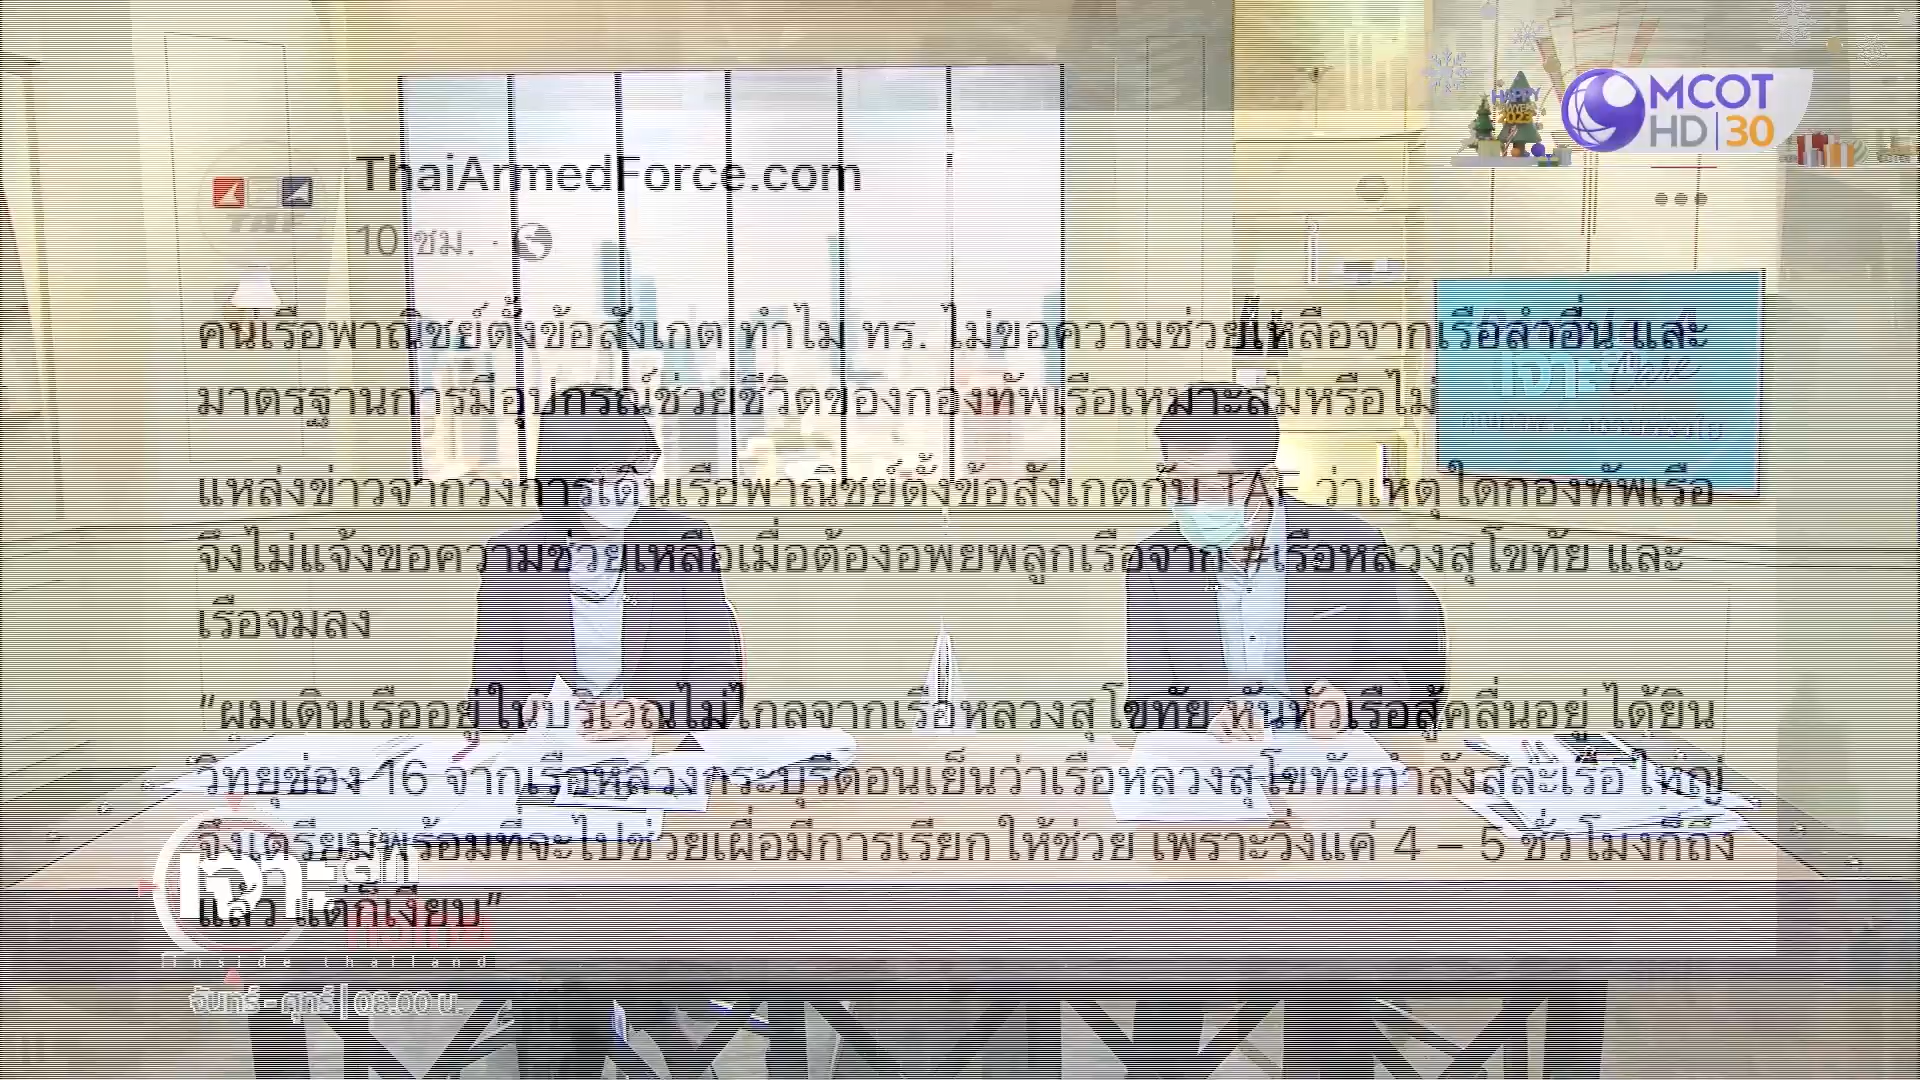 MCOT
HD 30
HAPPY
2023
ThaiArmedForce.com
TAF
10 ชม. ·
คนเรือพาณิชย์ตั้งข้อสังเกต ทำไม ทร. ไม่ขอความช่วยเหลือจากเรือลำอื่น และ
มาตรฐานการมีอุปกรณ์ช่วยชีวิตของกองทัพเรือเหมาะสมหรือไม่
แหล่งข่าวจากวงการเดินเรือพาณิชย์ตั้งข้อสังเกตกับ TAF ว่าเหตุใดกองทัพเรือ
จึงไม่แจ้งขอความช่วยเหลือเมื่อต้องอพยพลูกเรือจาก #เรือหลวงสุโขทัย และ
เรือจมลง
"ผมเดินเรืออยู่ในบริเวณไม่ไกลจากเรือหลวงสุโขทัย หันหัวเรือสู้คลื่นอยู่ ได้ยิน
วิทยุช่อง 16 จากเรือหลวงกระบุรีตอนเย็นว่าเรือหลวงสุโขทัยกำลังสละเรือใหญ่
จึงเตรียมพร้อมที่จะไปช่วยเผื่อมีการเรียกให้ช่วย เพราะวิ่งแค่ 4 – 5 ชั่วโมงก็ถึง
แล้ว แต่ก็เงียบ"
เจาะลึก
inside thailand
จันทร์ - ศุกร์ | 08.00 น.